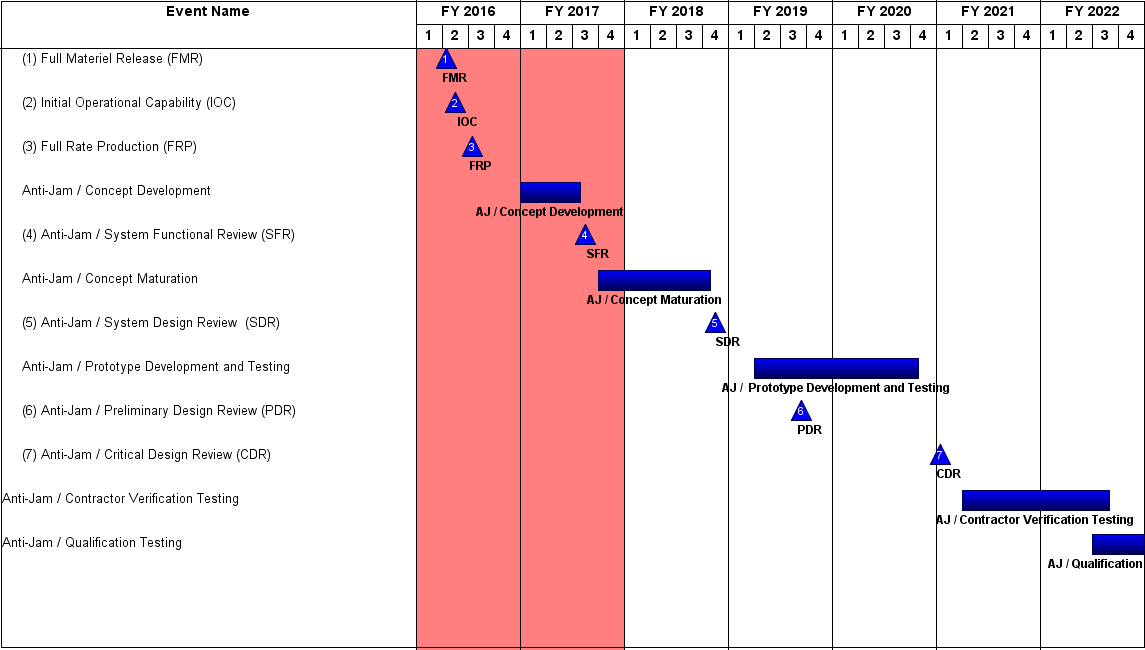 Event Name FY 2016 FY 2017 FY 2018 FY 2019 FY 2020 FY 2021 FY 2022
1 2 3 4 1 2 3 4 1 2 3 4 1 2 3 4 1 2 3 4 1 2 3 4 1 2 3 4
(1) Full Materiel Release (FMR) 1
FMR
(2) Initial Operational Capability (IOC) 2
IOC
(3) Full Rate Production (FRP) 3
FRP
Anti-Jam / Concept Development
AJ / Concept Development
(4) Anti-Jam / System Functional Review (SFR) 4
SFR
Anti-Jam / Concept Maturation
AJ / Concept Maturation
(5) Anti-Jam / System Design Review (SDR) 5
SDR
Anti-Jam / Prototype Development and Testing
AJ / Prototype Development and Testing
(6) Anti-Jam / Preliminary Design Review (PDR) 6
PDR
(7) Anti-Jam / Critical Design Review (CDR) 7
CDR
Anti-Jam / Contractor Verification Testing
AJ / Contractor Verification Testing
Anti-Jam / Qualification Testing
AJ / Qualification